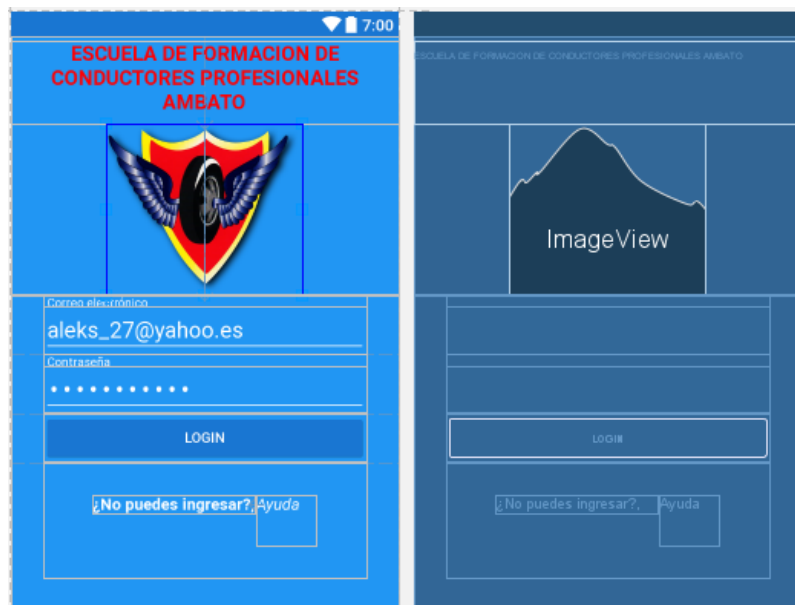 7:00
ESCUELA DE FORMACION DE
CONDUCTORES PROFESIONALES
AMBATO
Correo electrónico
aleks_27@yahoo.es
Contraseña
LOGIN
¿No puedes ingresar?, Ayuda
ESCUELA DE FORMACION DE CONDUCTORES PROFESIONALES AMBATO
ImageView
LOGIN
¿No puedes ingresar?, Ayuda